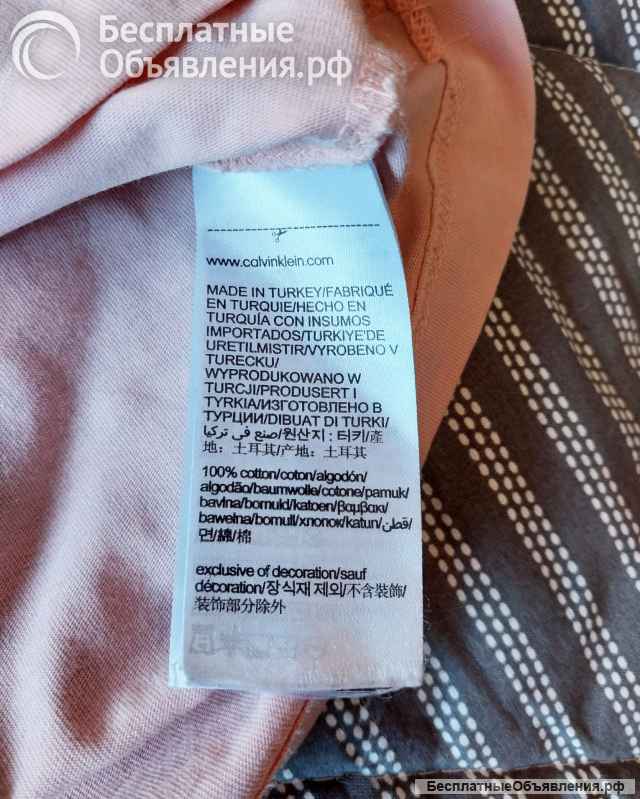 Бесплатные
Объявления.рф
www.calvinklein.com
MADE IN TURKEY/FABRIQUÉ
EN TURQUIE/HECHO EN
TURQUÍA CON INSUMOS
IMPORTADOS/TURKIYE'DE
URETILMISTIR/VYROBENO V
TURECKU/
WYPRODUKOWANO W
TURCJI/PRODUSERT I
TYRKIA/ИЗГОТОВЛЕНО В
ТУРЦИИ/DIBUAT DI TURKI/
صنع في تركيا/원산지 : 터키/產
地：土耳其/产地：土耳其
100% cotton/coton/algodón/
algodão/baumwolle/cotone/pamuk/
bavlna/bomuld/katoen/βαμβακι/
bawełna/bomull/хлопок/katun/قطن/
면/綿/棉
exclusive of decoration/sauf
décoration/장식재 제외/不含裝飾/
装饰部分除外
БесплатныеОбъявления.рф